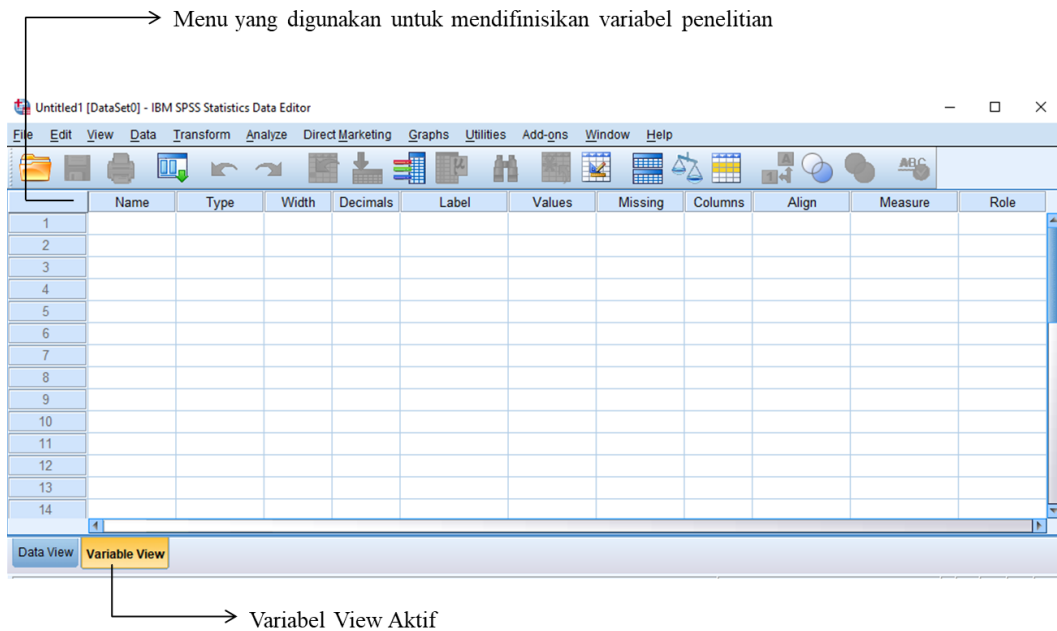 Menu yang digunakan untuk mendifinisikan variabel penelitian
Untitled1 [DataSet0] - IBM SPSS Statistics Data Editor
File Edit View Data Transform Analyze Direct Marketing Graphs Utilities Add-ons Window Help
Name Type Width Decimals Label Values Missing Columns Align Measure Role
1
2
3
4
5
6
7
8
9
10
11
12
13
14
Data View Variable View
Variabel View Aktif